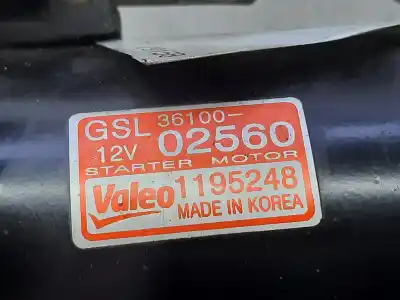 GSL 36100-
12V 02560
STARTER MOTOR
Valeo 1195248
MADE IN KOREA